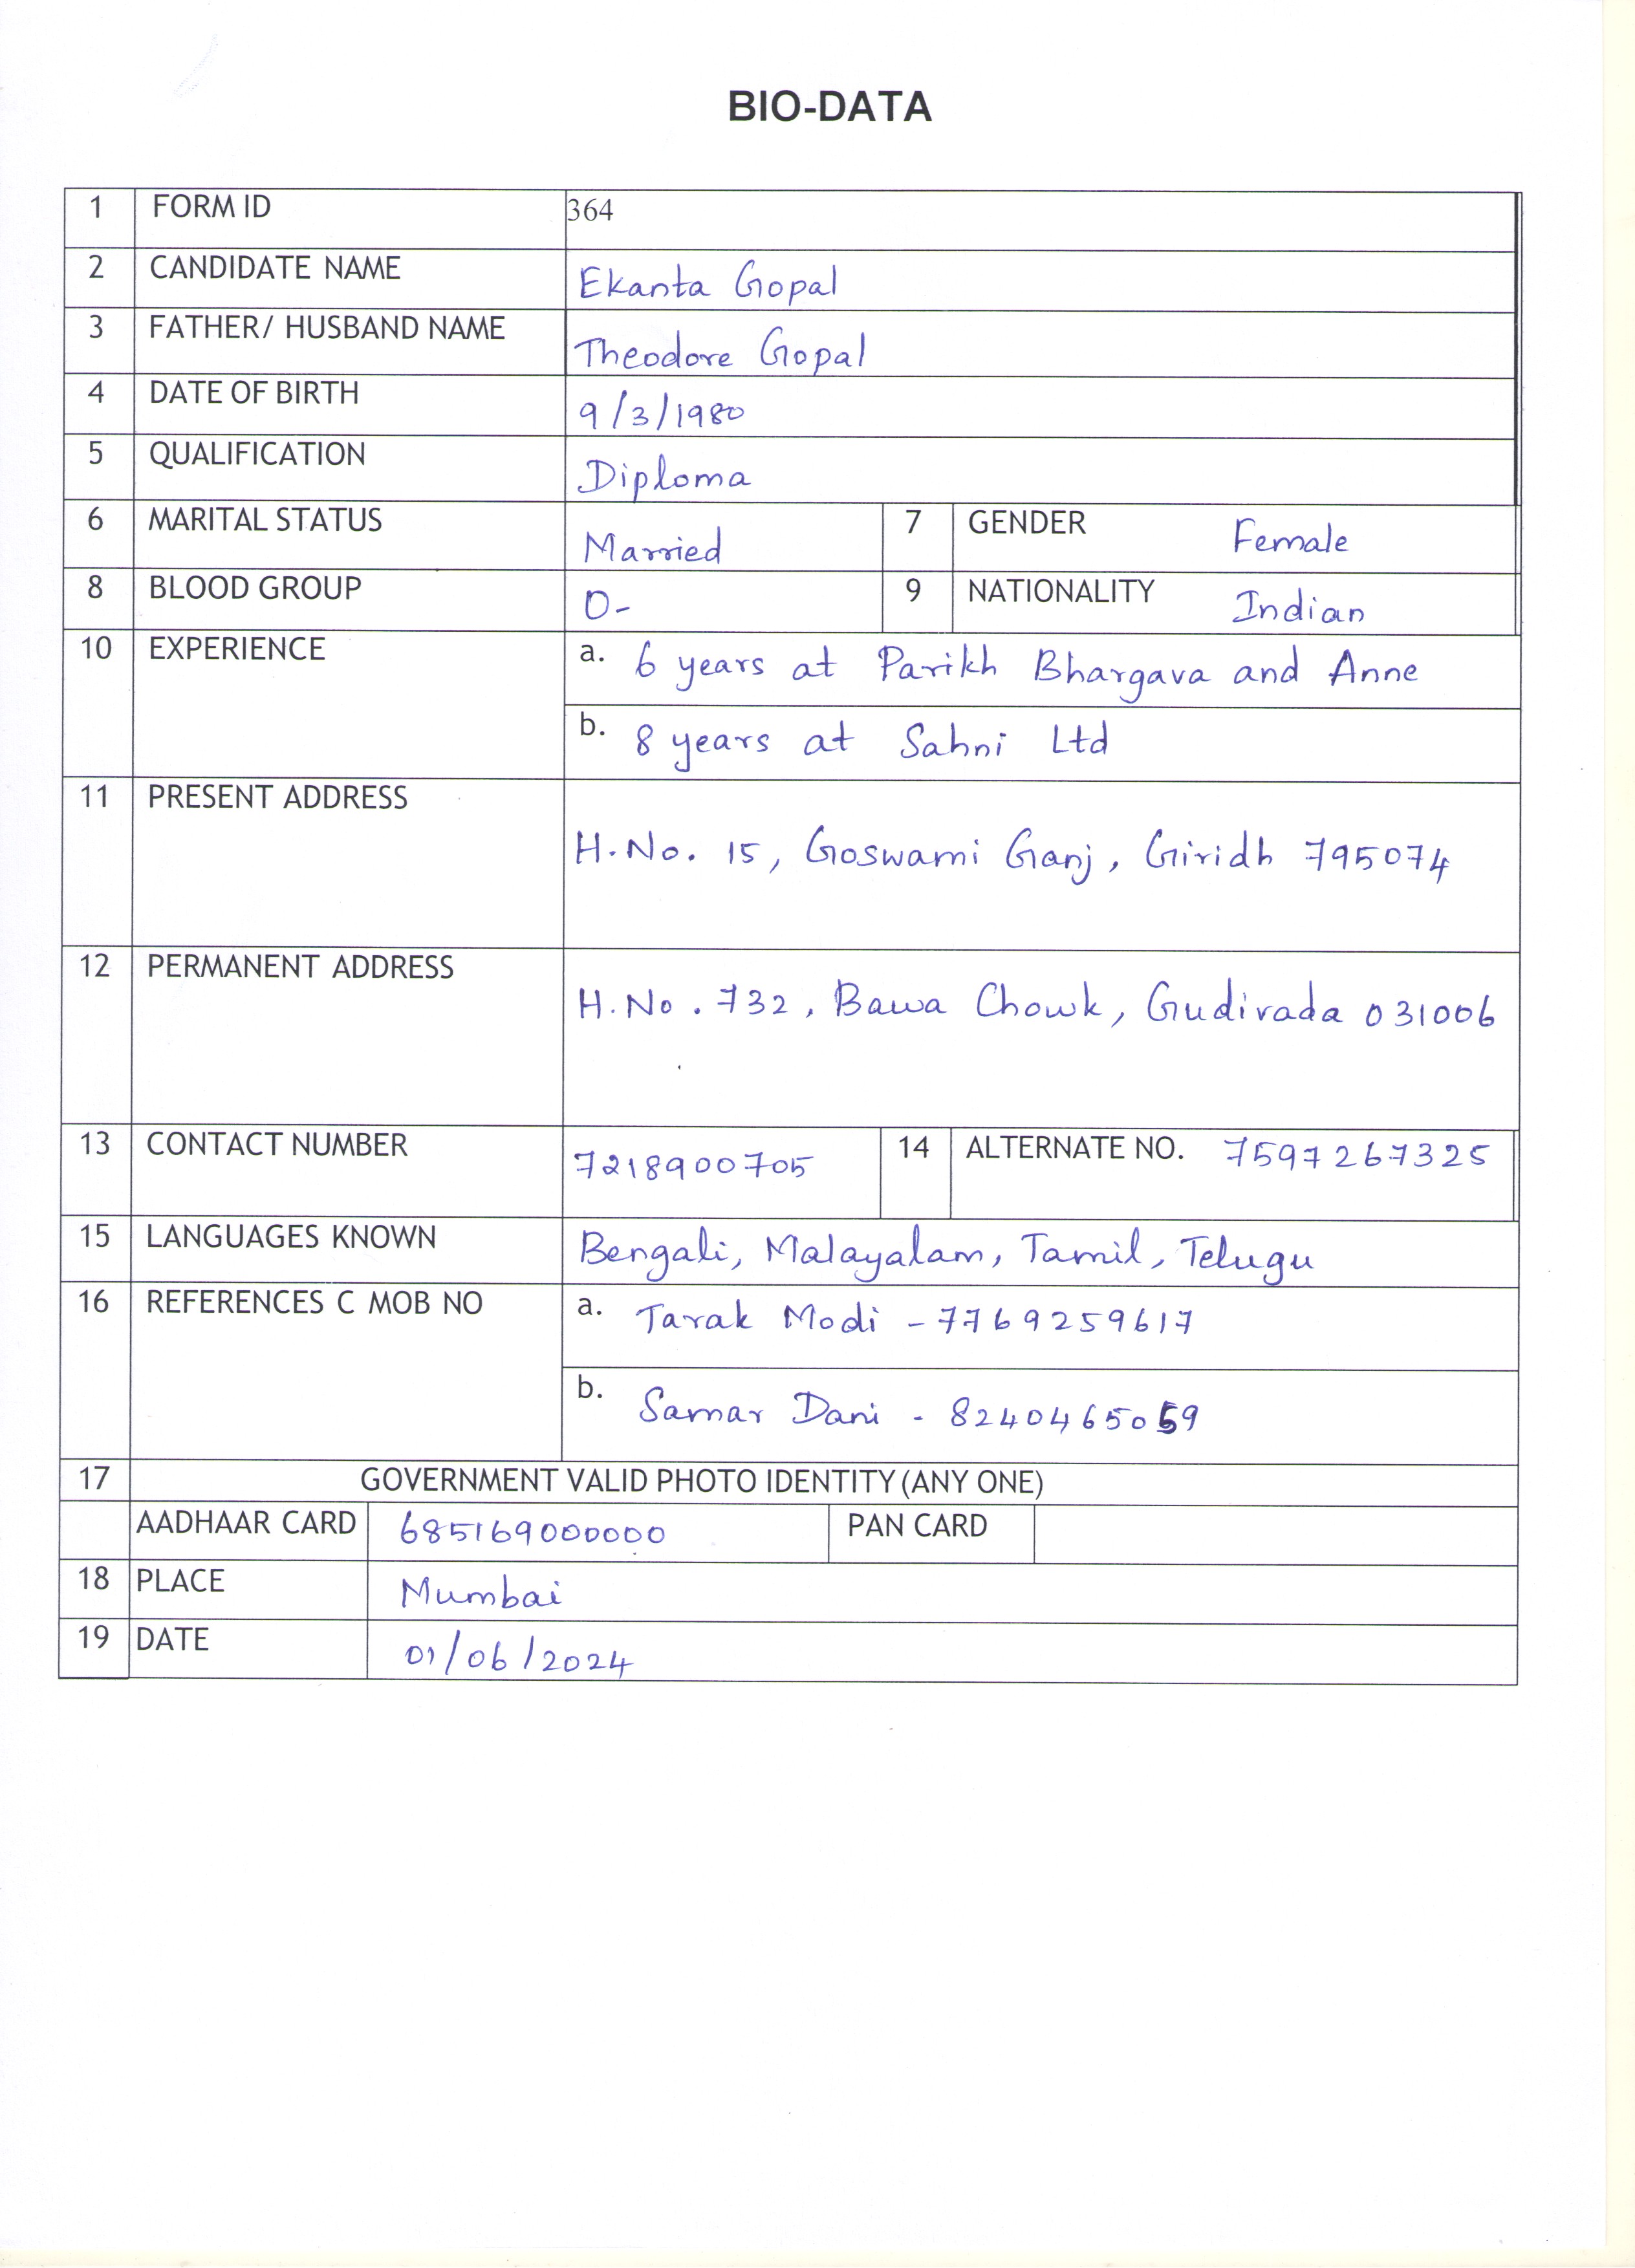 BIO-DATA
1 FORM ID 364
2 CANDIDATE NAME Ekanta Gopal
3 FATHER/ HUSBAND NAME Theodore Gopal
4 DATE OF BIRTH 9/3/1980
5 QUALIFICATION Diploma
6 MARITAL STATUS Married 7 GENDER Female
8 BLOOD GROUP O- 9 NATIONALITY Indian
10 EXPERIENCE a. 6 years at Parikh Bhargava and Anne
b. 8 years at Sahni Ltd
11 PRESENT ADDRESS H.No. 15, Goswami Ganj, Giridh 795074
12 PERMANENT ADDRESS H.No. 732, Bawa Chowk, Gudivada 031006
13 CONTACT NUMBER 7218900705 14 ALTERNATE NO. 7597267325
15 LANGUAGES KNOWN Bengali, Malayalam, Tamil, Telugu
16 REFERENCES C MOB NO a. Tarak Modi - 7769259617
b. Samar Dani - 8240465059
17 GOVERNMENT VALID PHOTO IDENTITY (ANY ONE)
AADHAAR CARD 685169000000 PAN CARD
18 PLACE Mumbai
19 DATE 01/06/2024